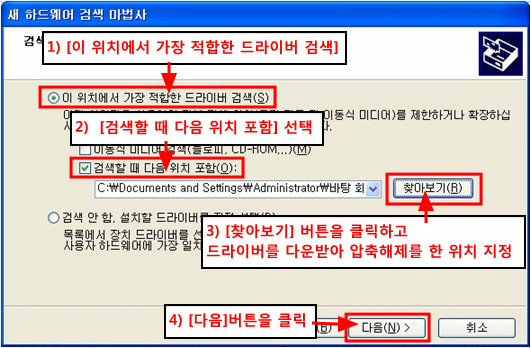 새 하드웨어 검색 마법사
검색
1) [이 위치에서 가장 적합한 드라이버 검색]
이 위치에서 가장 적합한 드라이버 검색(S)
이동식 미디어)를 제한하거나 확장하십
2) [검색할 때 다음 위치 포함] 선택
이동식 미디어 검색(플로피, CD-ROM...)(M)
검색할 때 다음 위치 포함(O):
C:₩Documents and Settings₩Administrator₩바탕 화
찾아보기(R)
검색 안 함. 설치할 드라이버를
목록에서 장치 드라이버를
사용자 하드웨어에 가장 일치
3) [찾아보기] 버튼을 클릭하고
드라이버를 다운받아 압축해제를 한 위치 지정
4) [다음]버튼을 클릭
(B)
다음(N) >
취소